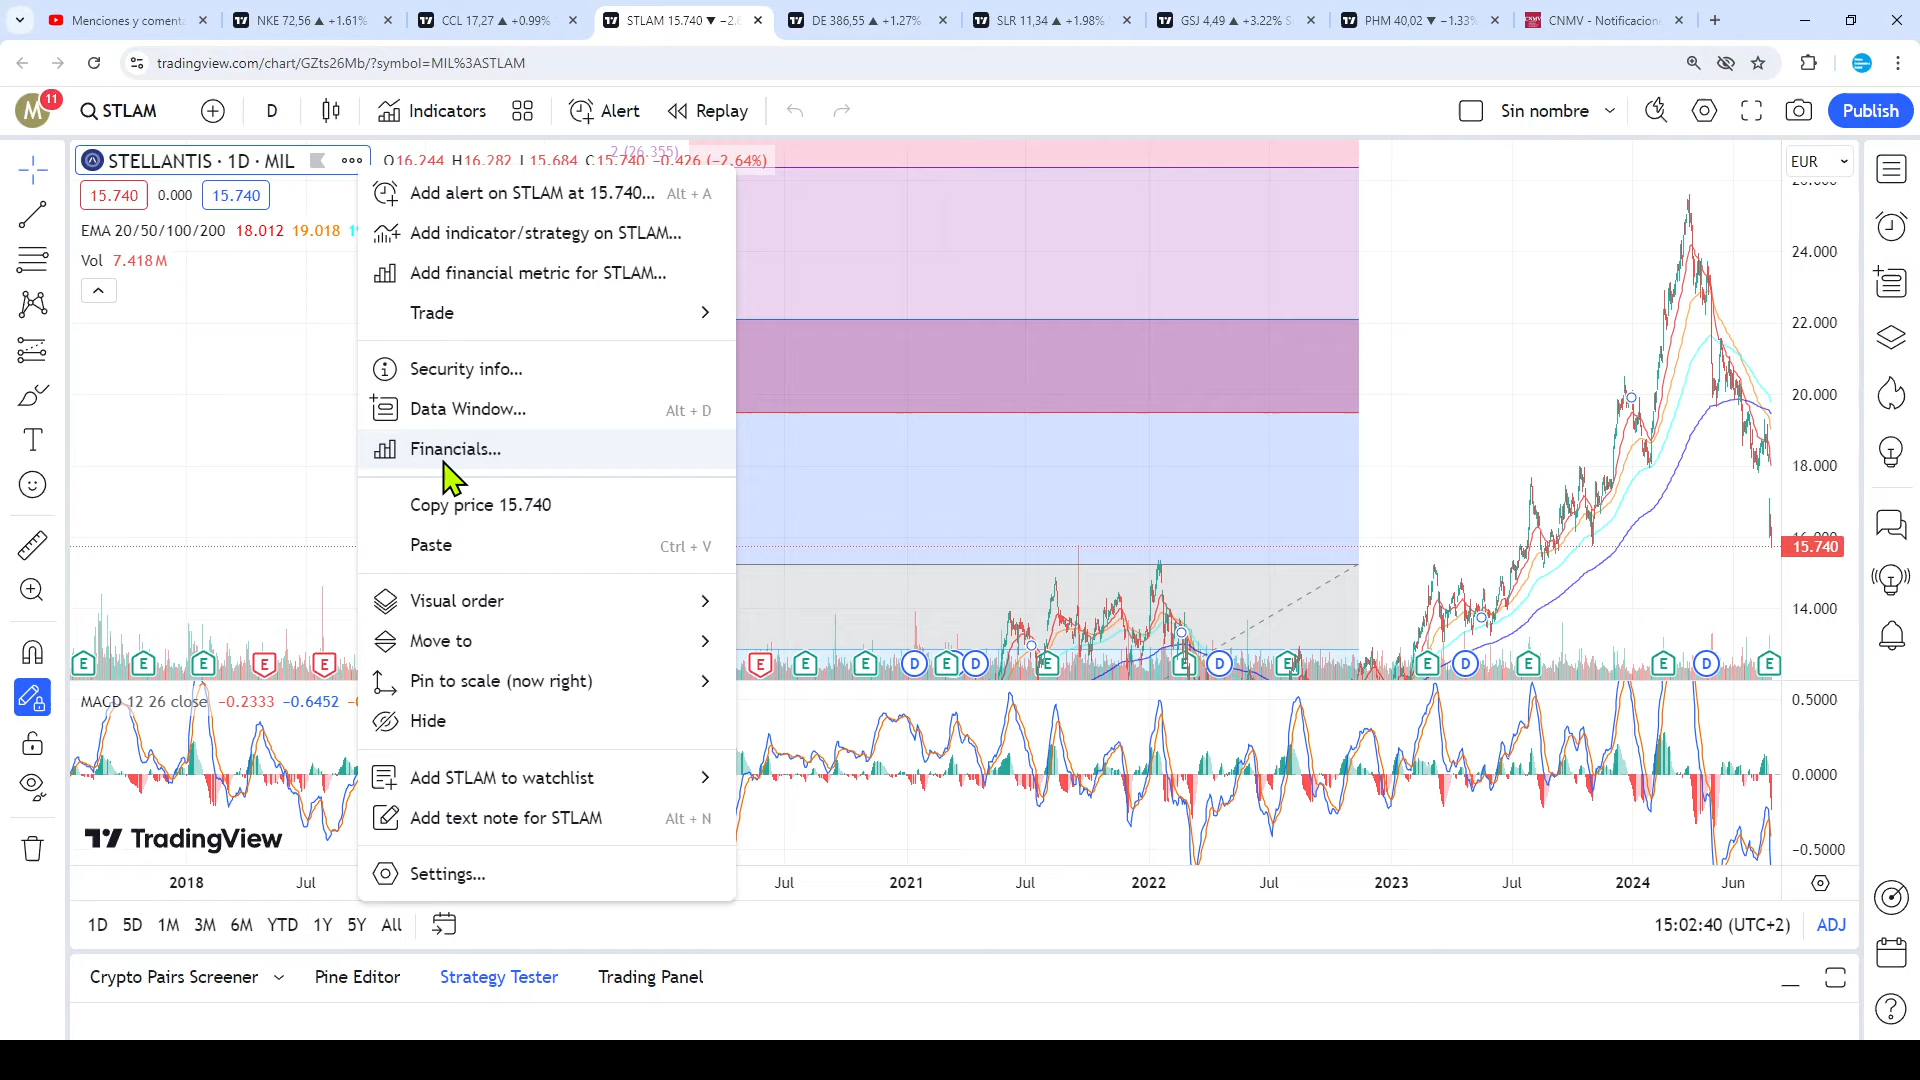 Menciones y comenta
NKE 72,56 ▲ +1.61%
CCL 17,27 ▲ +0.99%
STLAM 15.740 ▼ −2.6
DE 386,55 ▲ +1.27%
SLR 11,34 ▲ +1.98%
GSJ 4,49 ▲ +3.22% S
PHM 40,02 ▼ −1.33%
CNMV - Notificacion
tradingview.com/chart/GZts26Mb/?symbol=MIL%3ASTLAM
M
11
STLAM
D
Indicators
Alert
Replay
Sin nombre
Publish
STELLANTIS · 1D · MIL
O16.244 H16.282 L15.684 C15.740 −0.426 (−2.64%)
2 (26.355)
EUR
15.740
0.000
15.740
EMA 20/50/100/200 18.012 19.018
Vol 7.418M
Add alert on STLAM at 15.740... Alt + A
Add indicator/strategy on STLAM...
Add financial metric for STLAM...
Trade
Security info...
Data Window... Alt + D
Financials...
Copy price 15.740
Paste Ctrl + V
Visual order
Move to
Pin to scale (now right)
Hide
Add STLAM to watchlist
Add text note for STLAM Alt + N
Settings...
24.000
22.000
20.000
18.000
15.740
14.000
E E E E E E E E D E D E E D E E D E E D E
MACD 12 26 close −0.2333 −0.6452
0.5000
0.0000
−0.5000
TradingView
2018 Jul Jul 2021 Jul 2022 Jul 2023 Jul 2024 Jun
1D 5D 1M 3M 6M YTD 1Y 5Y All
15:02:40 (UTC+2) ADJ
Crypto Pairs Screener Pine Editor Strategy Tester Trading Panel